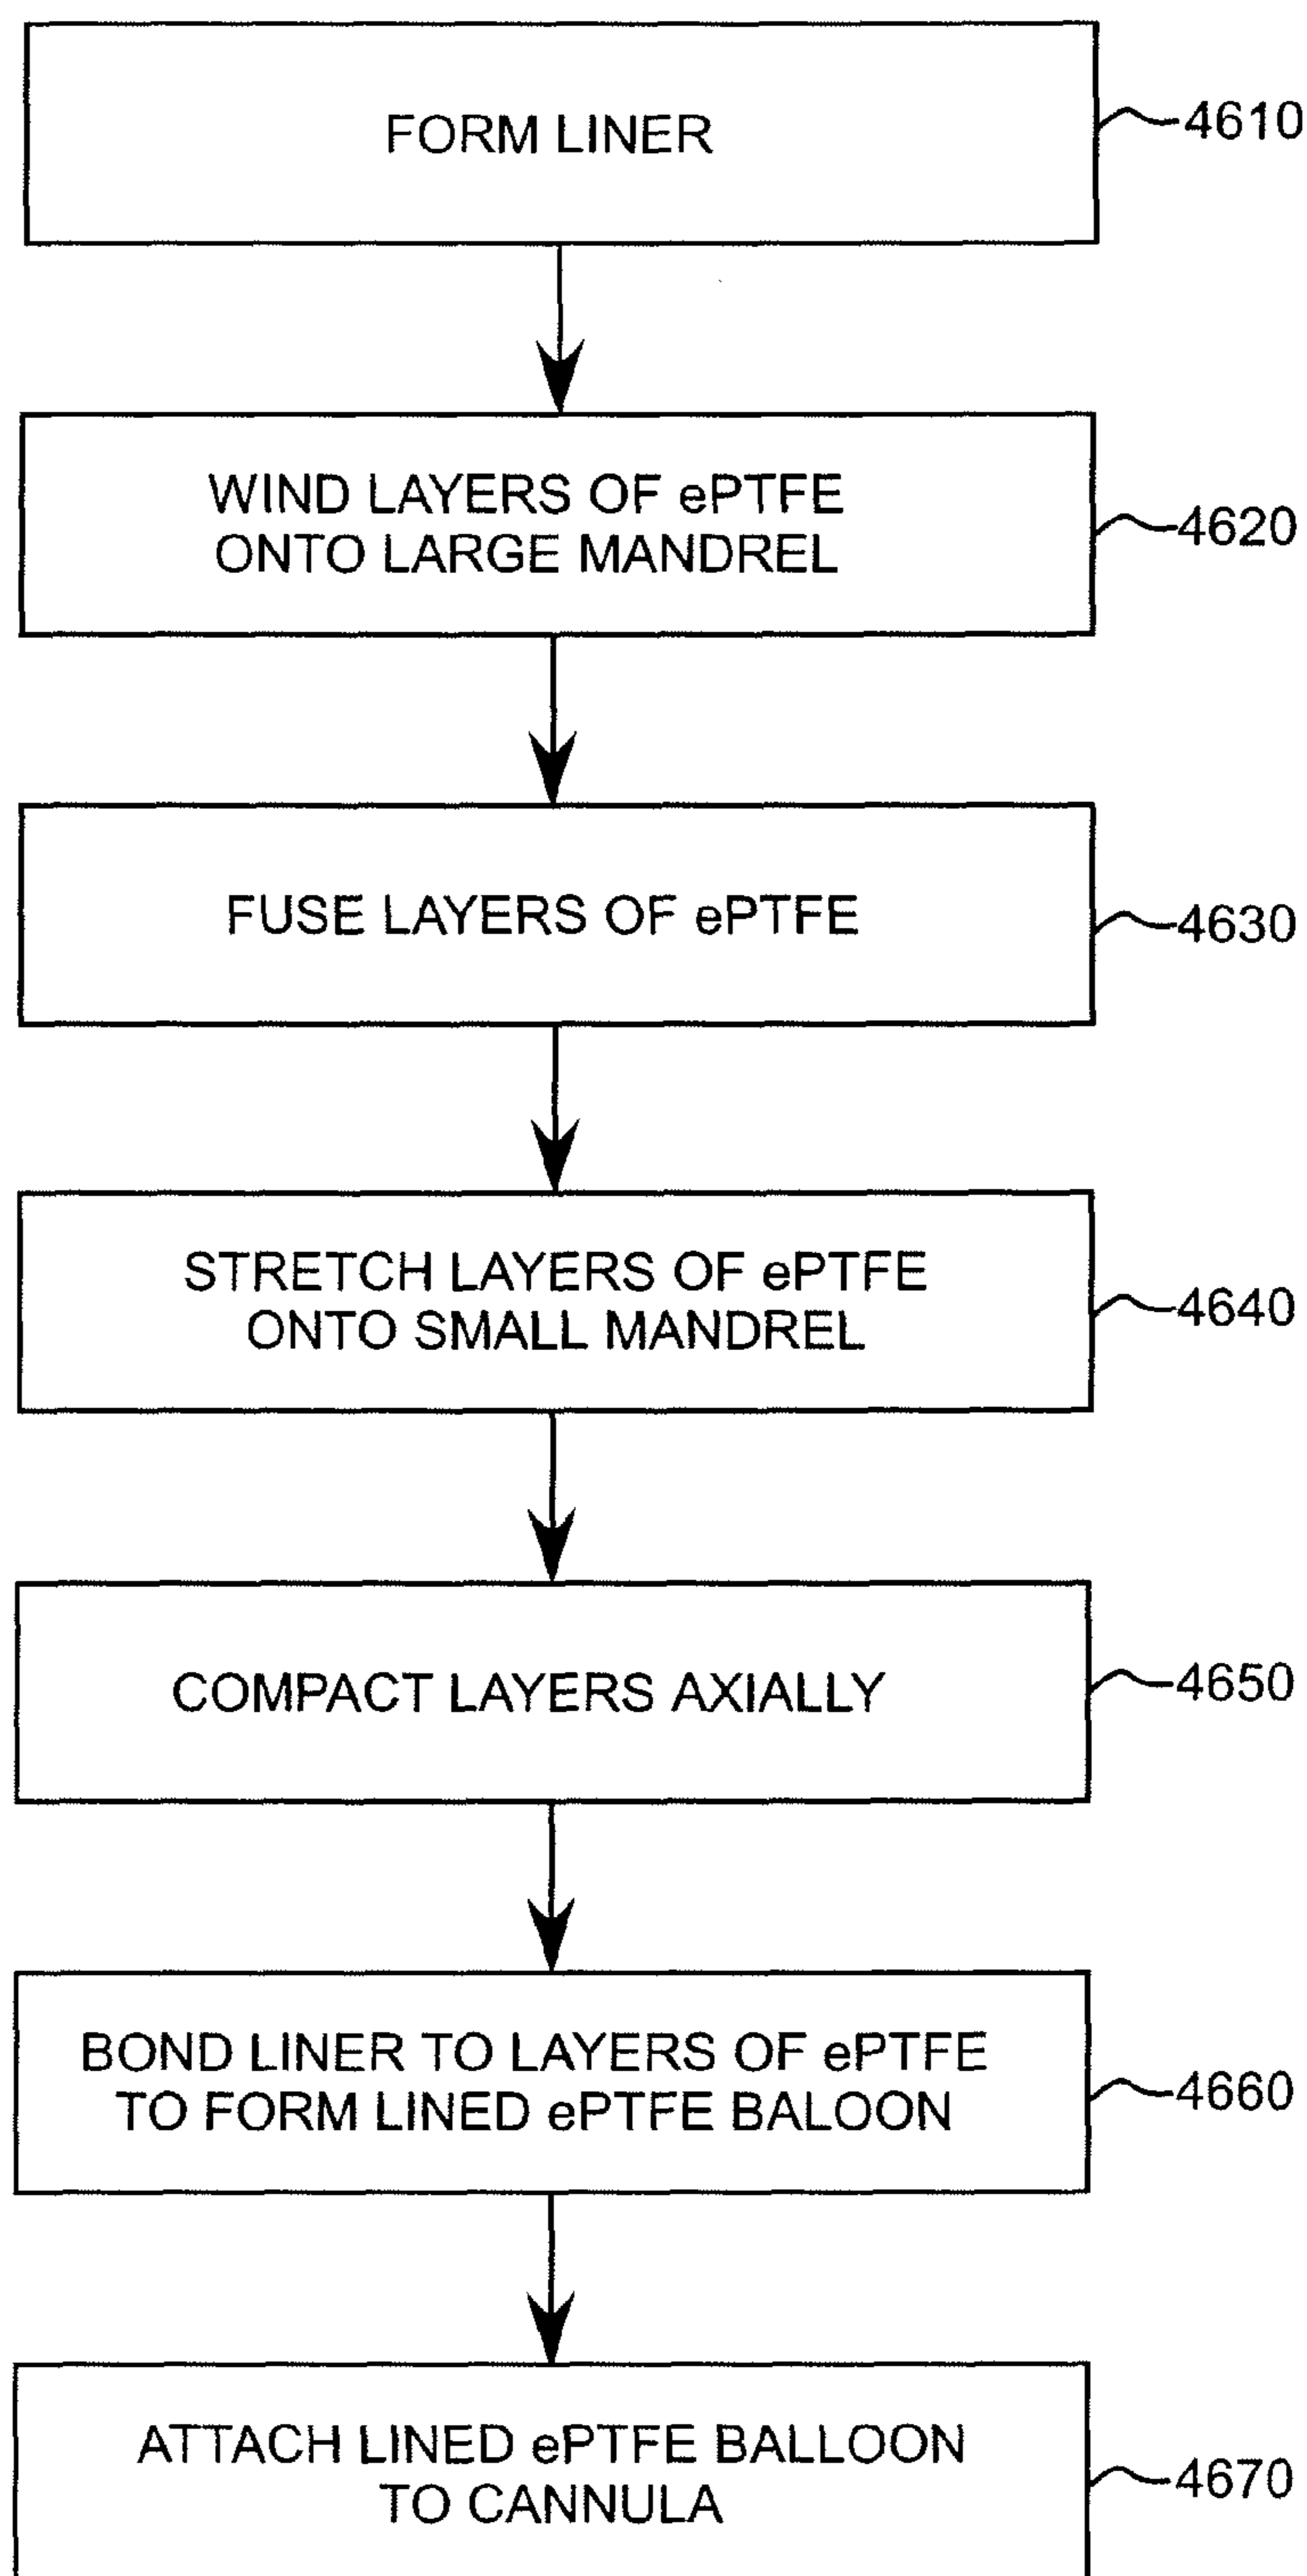 FORM LINER
4610
WIND LAYERS OF ePTFE
ONTO LARGE MANDREL
4620
FUSE LAYERS OF ePTFE
4630
STRETCH LAYERS OF ePTFE
ONTO SMALL MANDREL
4640
COMPACT LAYERS AXIALLY
4650
BOND LINER TO LAYERS OF ePTFE
TO FORM LINED ePTFE BALOON
4660
ATTACH LINED ePTFE BALLOON
TO CANNULA
4670